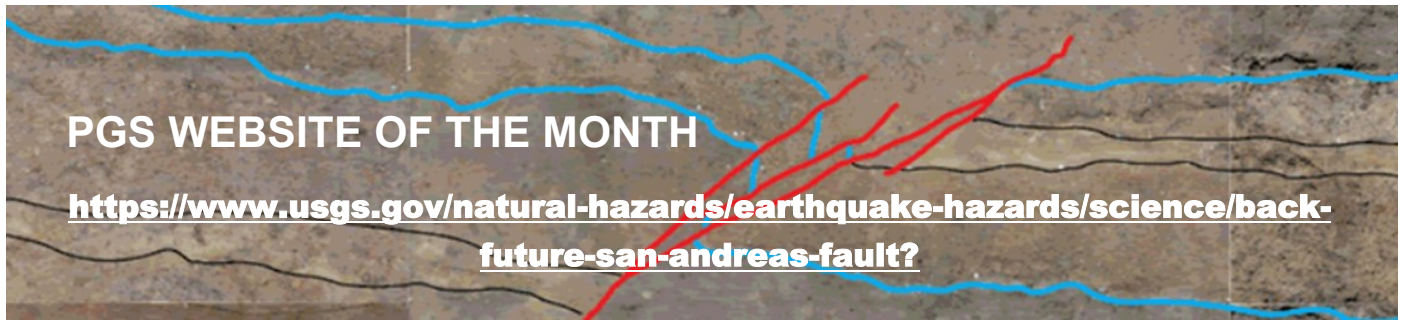 PGS WEBSITE OF THE MONTH
https://www.usgs.gov/natural-hazards/earthquake-hazards/science/back-
future-san-andreas-fault?